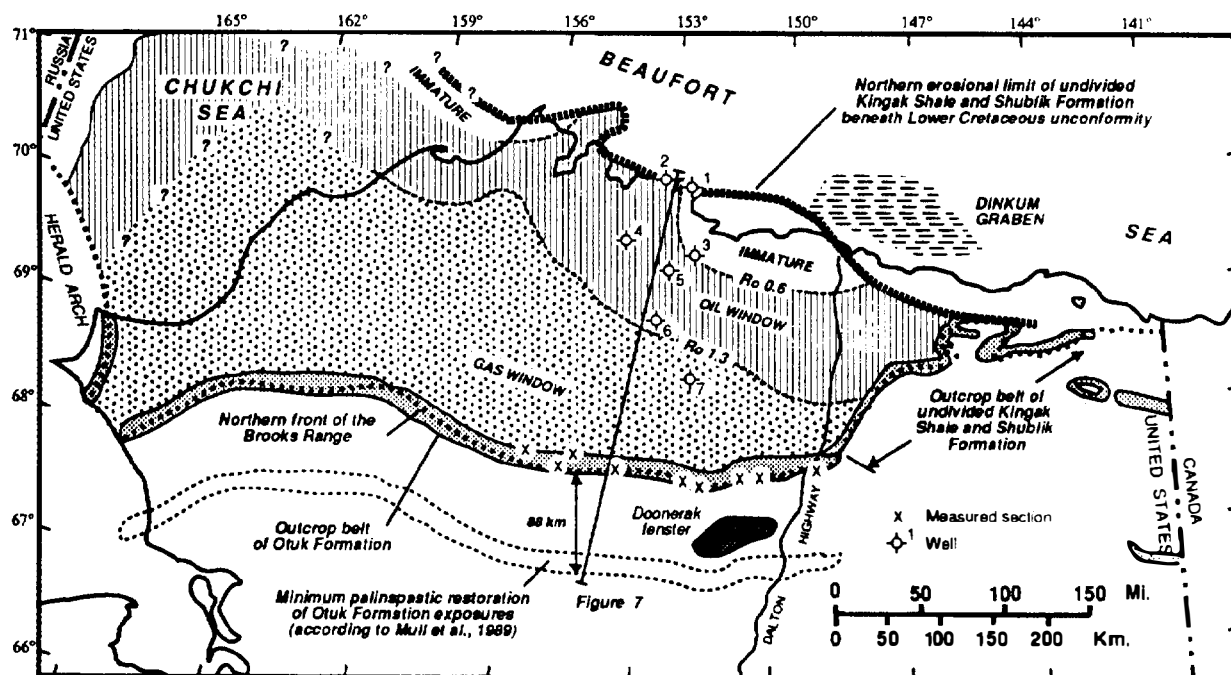 165° 162° 159° 156° 153° 150° 147° 144° 141°
71°
70°
69°
68°
67°
66°
RUSSIA
UNITED STATES
CHUKCHI
SEA
?
?
?
?
?
?
?
?
IMMATURE
BEAUFORT
SEA
Northern erosional limit of undivided
Kingak Shale and Shublik Formation
beneath Lower Cretaceous unconformity
DINKUM
GRABEN
HERALD ARCH
2
1
4
3
5
6
7
IMMATURE
Ro 0.6
OIL WINDOW
Ro 1.3
GAS WINDOW
Northern front of the
Brooks Range
Outcrop belt of
undivided Kingak
Shale and Shublik
Formation
UNITED STATES
CANADA
Outcrop belt
of Otuk Formation
88 km
Doonerak
fenster
DALTON HIGHWAY
x Measured section
1 Well
Minimum palinspastic restoration
of Otuk Formation exposures
(according to Mull et al., 1989)
Figure 7
0 50 100 150 Mi.
0 50 100 150 200 Km.